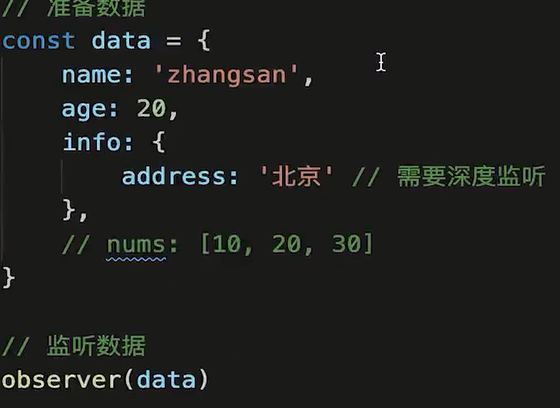 // 准备数据
const data = {
name: 'zhangsan',
age: 20,
info: {
address: '北京' // 需要深度监听
},
// nums: [10, 20, 30]
}
// 监听数据
observer(data)